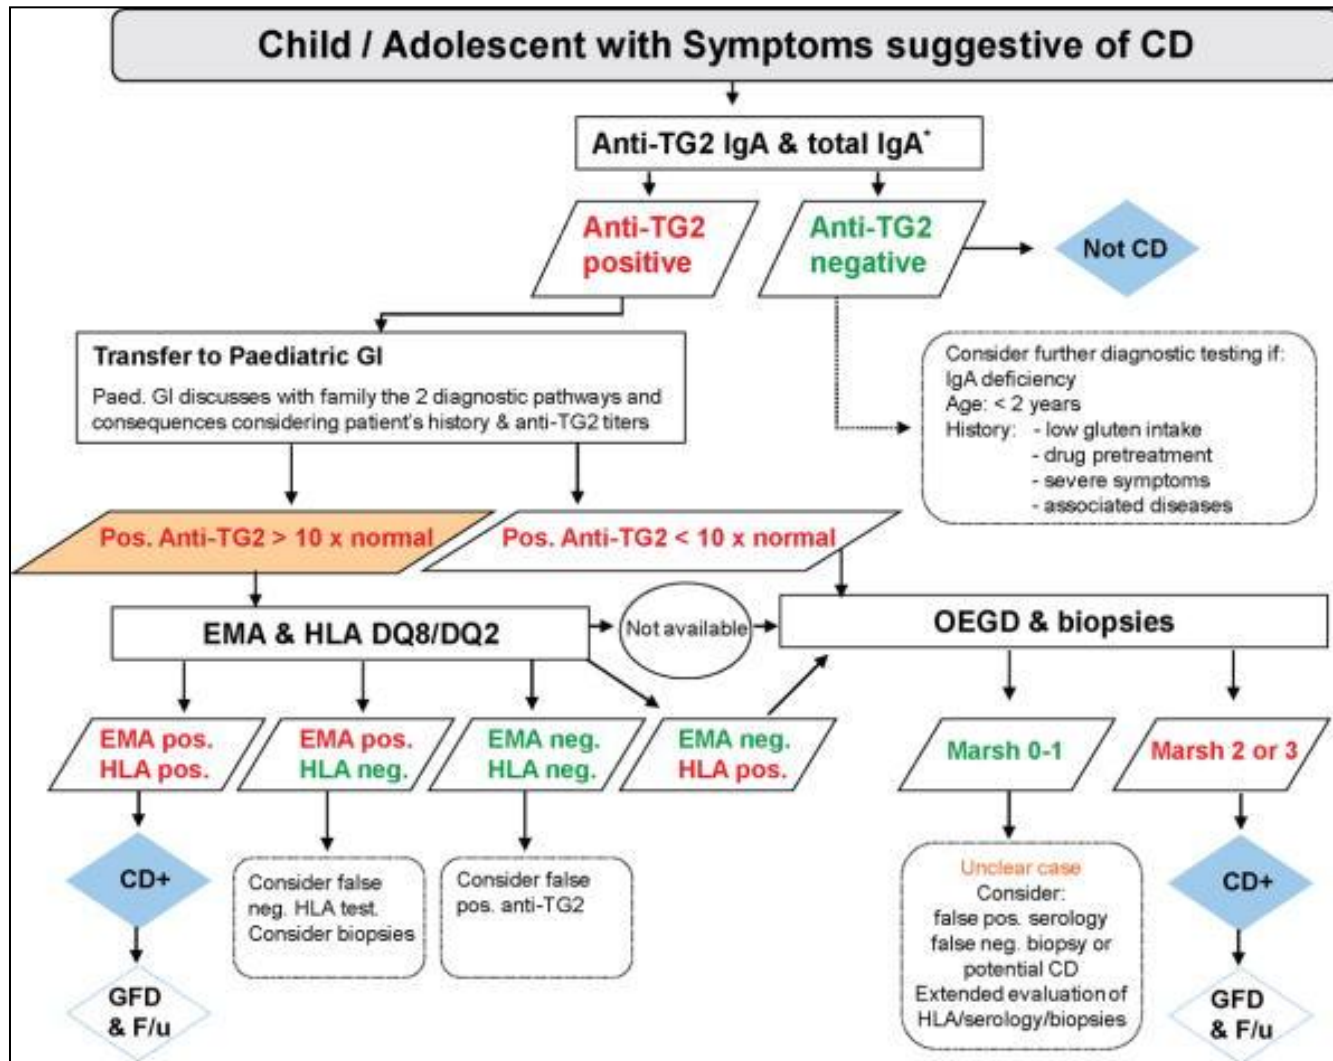 Child / Adolescent with Symptoms suggestive of CD
Anti-TG2 IgA & total IgA*
Anti-TG2
positive
Anti-TG2
negative
Not CD
Transfer to Paediatric GI
Paed. GI discusses with family the 2 diagnostic pathways and
consequences considering patient's history & anti-TG2 titers
Consider further diagnostic testing if:
IgA deficiency
Age: < 2 years
History: - low gluten intake
- drug pretreatment
- severe symptoms
- associated diseases
Pos. Anti-TG2 > 10 x normal
Pos. Anti-TG2 < 10 x normal
EMA & HLA DQ8/DQ2
Not available
OEGD & biopsies
EMA pos.
HLA pos.
EMA pos.
HLA neg.
EMA neg.
HLA neg.
EMA neg.
HLA pos.
Marsh 0-1
Marsh 2 or 3
CD+
Consider false
neg. HLA test.
Consider biopsies
Consider false
pos. anti-TG2
Unclear case
Consider:
false pos. serology
false neg. biopsy or
potential CD
Extended evaluation of
HLA/serology/biopsies
CD+
GFD
& F/u
GFD
& F/u